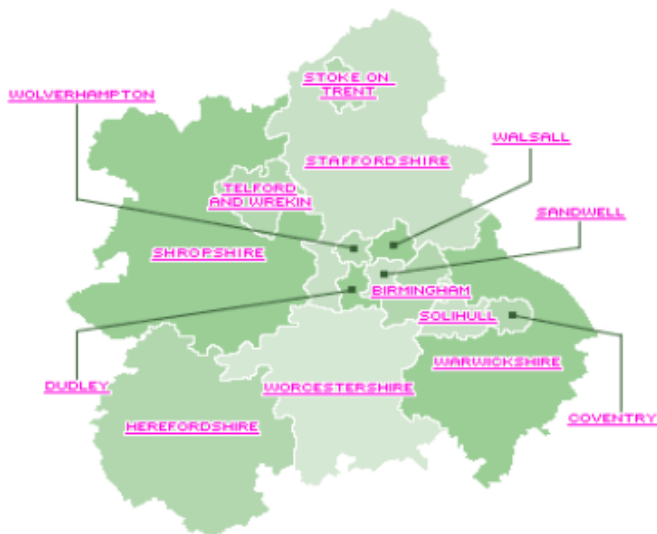 STOKE ON
TRENT
WOLVERHAMPTON
WALSALL
STAFFORDSHIRE
TELFORD
AND WREKIN
SANDWELL
SHROPSHIRE
BIRMINGHAM
SOLIHULL
WARWICKSHIRE
DUDLEY
WORCESTERSHIRE
COVENTRY
HEREFORDSHIRE